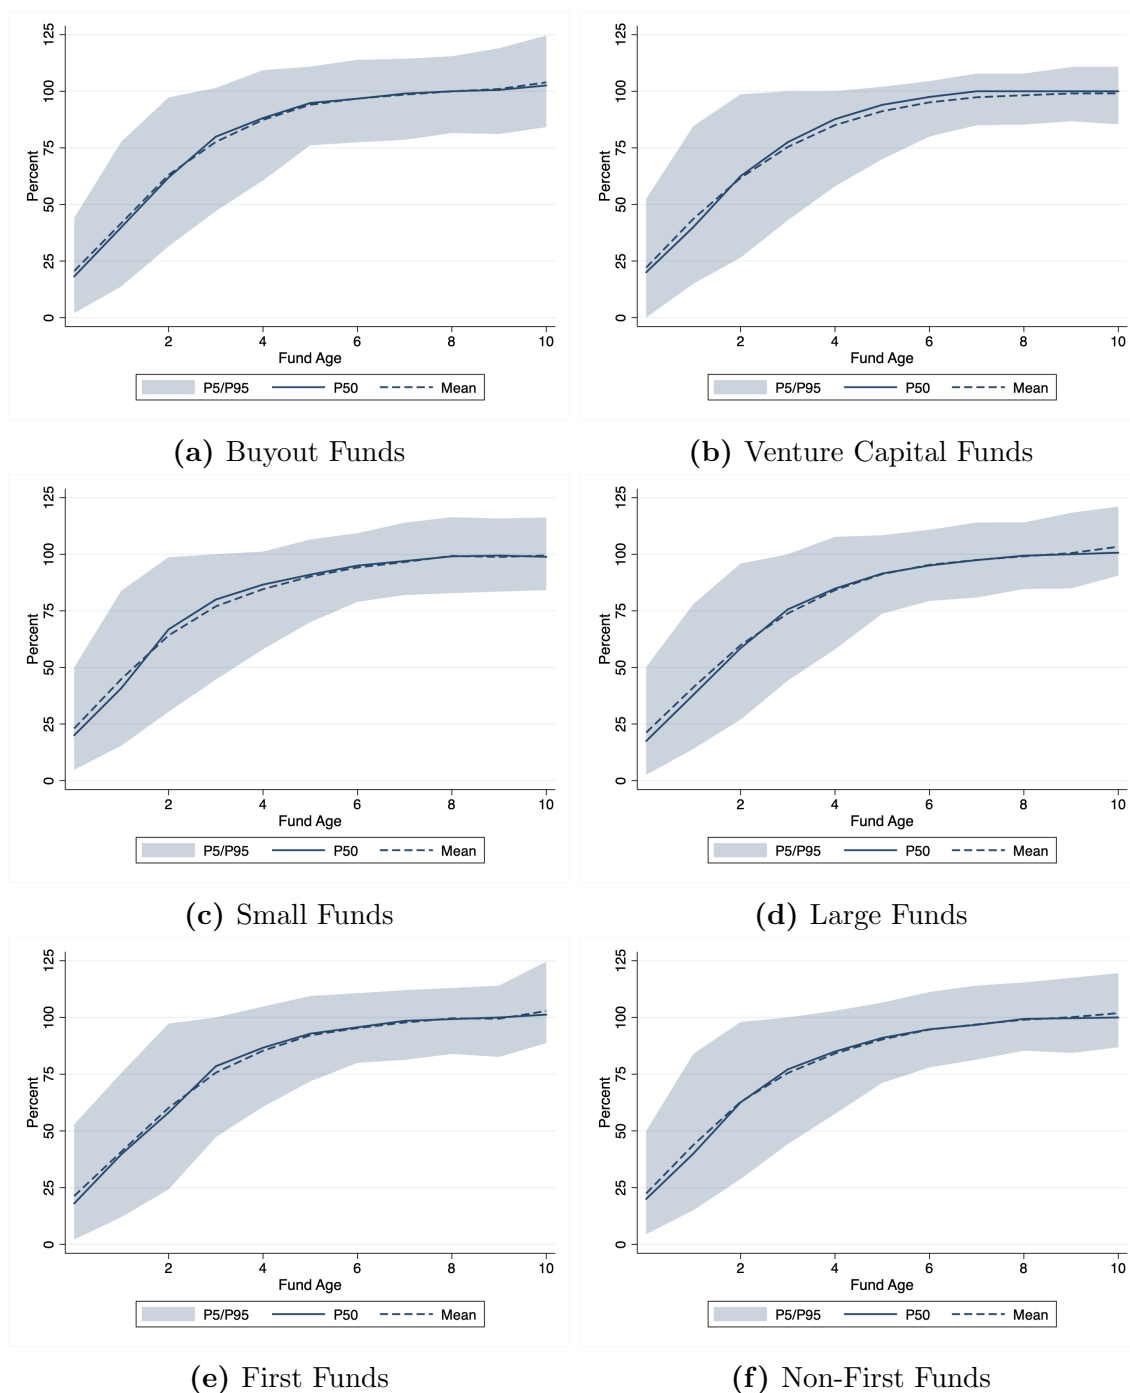 125
100
75
50
25
0
Percent
2 4 6 8 10
Fund Age
P5/P95 P50 Mean
(a) Buyout Funds
125
100
75
50
25
0
Percent
2 4 6 8 10
Fund Age
P5/P95 P50 Mean
(b) Venture Capital Funds
125
100
75
50
25
0
Percent
2 4 6 8 10
Fund Age
P5/P95 P50 Mean
(c) Small Funds
125
100
75
50
25
0
Percent
2 4 6 8 10
Fund Age
P5/P95 P50 Mean
(d) Large Funds
125
100
75
50
25
0
Percent
2 4 6 8 10
Fund Age
P5/P95 P50 Mean
(e) First Funds
125
100
75
50
25
0
Percent
2 4 6 8 10
Fund Age
P5/P95 P50 Mean
(f) Non-First Funds